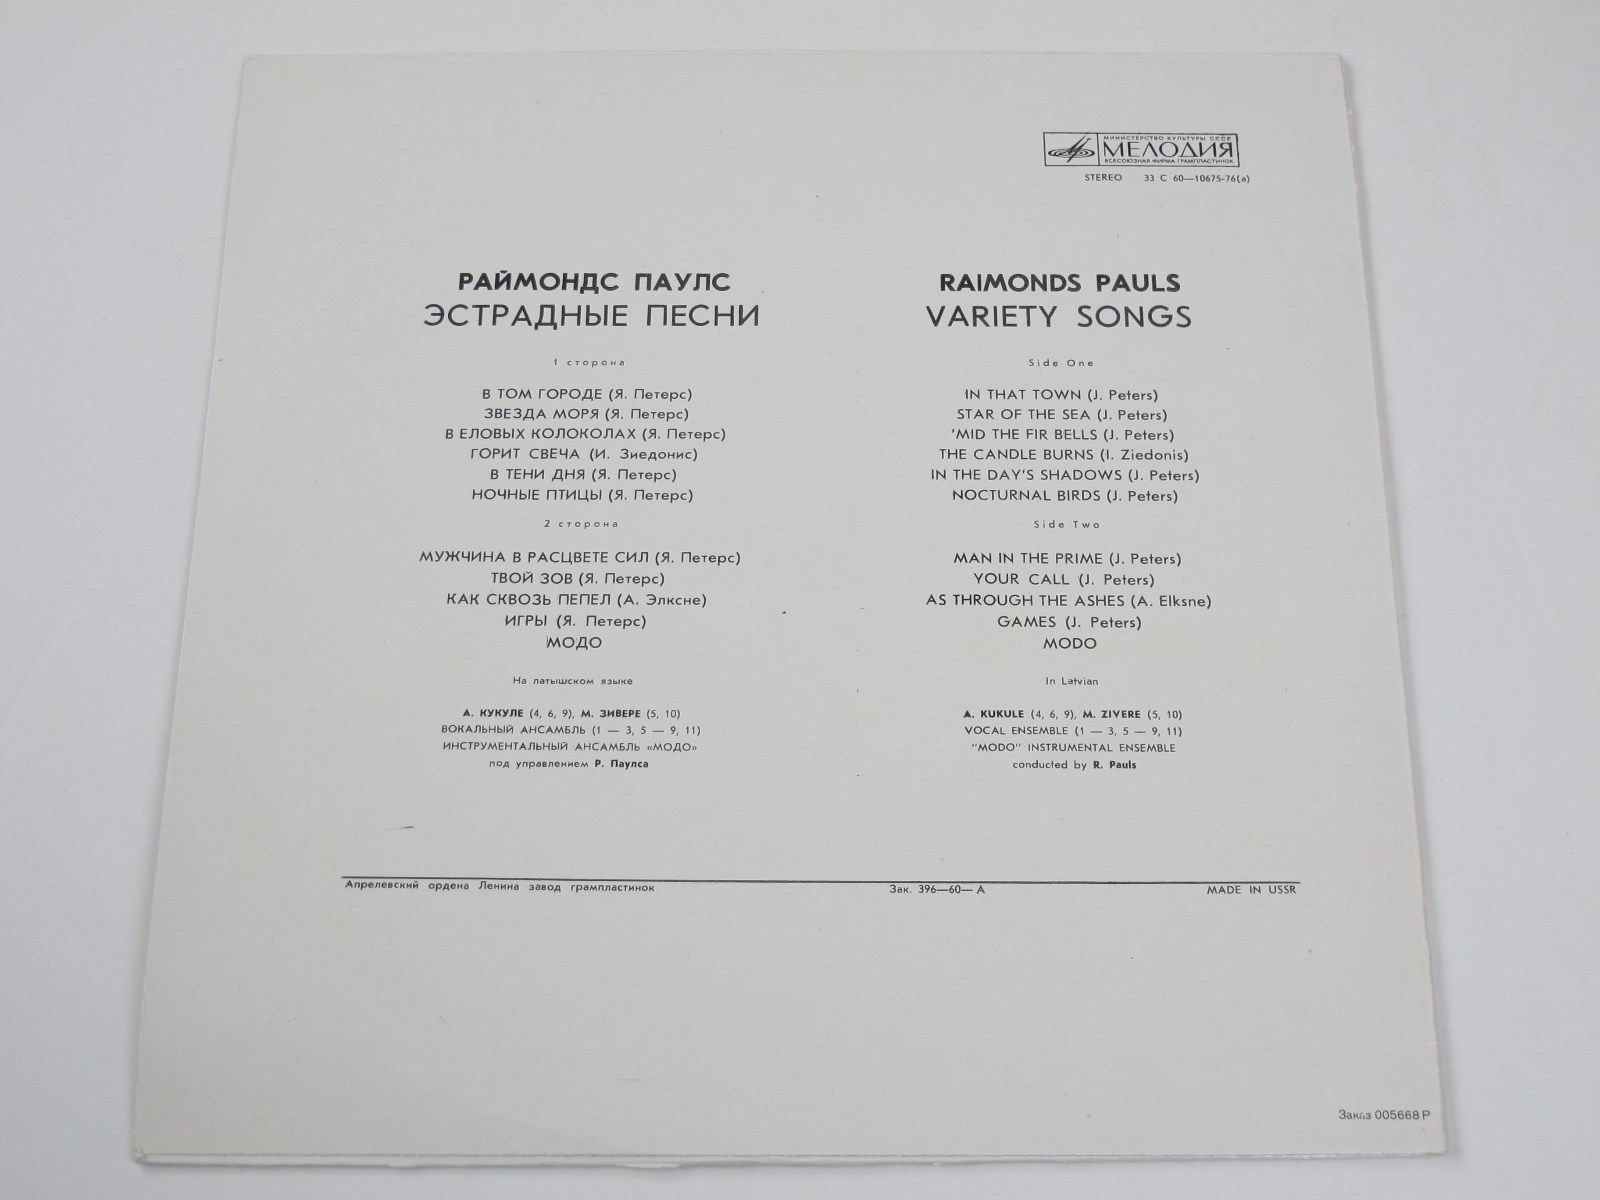 МИНИСТЕРСТВО КУЛЬТУРЫ СССР
МЕЛОДИЯ
ВСЕСОЮЗНАЯ ФИРМА ГРАМПЛАСТИНОК
STEREO 33 С 60—10675-76(а)
РАЙМОНДС ПАУЛС
ЭСТРАДНЫЕ ПЕСНИ
1 сторона
В ТОМ ГОРОДЕ (Я. Петерс)
ЗВЕЗДА МОРЯ (Я. Петерс)
В ЕЛОВЫХ КОЛОКОЛАХ (Я. Петерс)
ГОРИТ СВЕЧА (И. Зиедонис)
В ТЕНИ ДНЯ (Я. Петерс)
НОЧНЫЕ ПТИЦЫ (Я. Петерс)
2 сторона
МУЖЧИНА В РАСЦВЕТЕ СИЛ (Я. Петерс)
ТВОЙ ЗОВ (Я. Петерс)
КАК СКВОЗЬ ПЕПЕЛ (А. Элксне)
ИГРЫ (Я. Петерс)
МОДО
На латышском языке
А. КУКУЛЕ (4, 6, 9), М. ЗИВЕРЕ (5, 10)
ВОКАЛЬНЫЙ АНСАМБЛЬ (1 — 3, 5 — 9, 11)
ИНСТРУМЕНТАЛЬНЫЙ АНСАМБЛЬ «МОДО»
под управлением Р. Паулса
RAIMONDS PAULS
VARIETY SONGS
Side One
IN THAT TOWN (J. Peters)
STAR OF THE SEA (J. Peters)
'MID THE FIR BELLS (J. Peters)
THE CANDLE BURNS (I. Ziedonis)
IN THE DAY'S SHADOWS (J. Peters)
NOCTURNAL BIRDS (J. Peters)
Side Two
MAN IN THE PRIME (J. Peters)
YOUR CALL (J. Peters)
AS THROUGH THE ASHES (A. Elksne)
GAMES (J. Peters)
MODO
In Latvian
A. KUKULE (4, 6, 9), M. ZIVERE (5, 10)
VOCAL ENSEMBLE (1 — 3, 5 — 9, 11)
"MODO" INSTRUMENTAL ENSEMBLE
conducted by R. Pauls
Апрелевский ордена Ленина завод грампластинок Зак. 396—60—А MADE IN USSR
Заказ 005668 Р